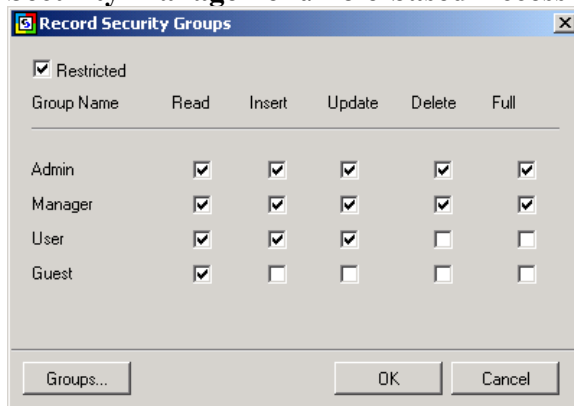 Record Security Groups
Restricted
Group Name Read Insert Update Delete Full
Admin
Manager
User
Guest
Groups... OK Cancel